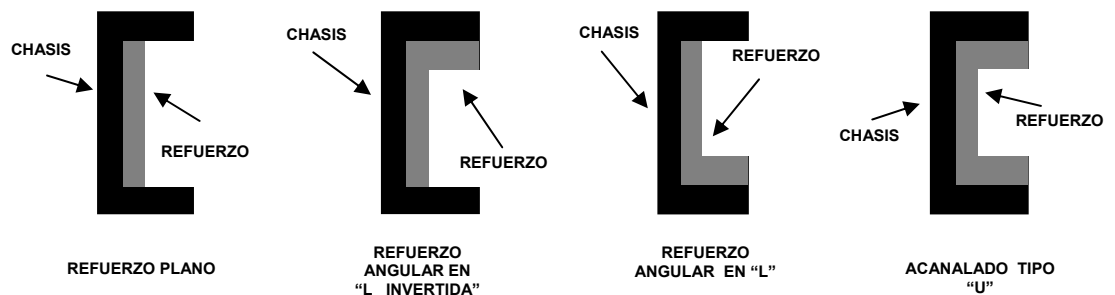 CHASIS
REFUERZO
REFUERZO PLANO
CHASIS
REFUERZO
REFUERZO
ANGULAR EN
“L INVERTIDA”
CHASIS
REFUERZO
REFUERZO
ANGULAR EN “L”
CHASIS
REFUERZO
ACANALADO TIPO
“U”